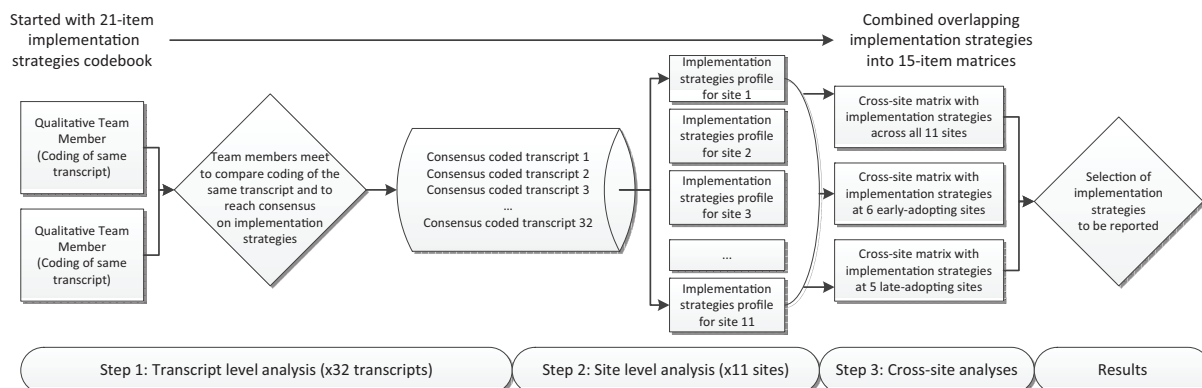 Started with 21-item
implementation
strategies codebook
Combined overlapping
implementation strategies
into 15-item matrices
Qualitative Team
Member
(Coding of same
transcript)
Qualitative Team
Member
(Coding of same
transcript)
Team members meet
to compare coding of the
same transcript and to
reach consensus
on implementation
strategies
Consensus coded transcript 1
Consensus coded transcript 2
Consensus coded transcript 3
...
Consensus coded transcript 32
Implementation
strategies profile
for site 1
Implementation
strategies profile
for site 2
Implementation
strategies profile
for site 3
...
Implementation
strategies profile
for site 11
Cross-site matrix with
implementation strategies
across all 11 sites
Cross-site matrix with
implementation strategies
at 6 early-adopting sites
Cross-site matrix with
implementation strategies
at 5 late-adopting sites
Selection of
implementation
strategies
to be reported
Step 1: Transcript level analysis (x32 transcripts)
Step 2: Site level analysis (x11 sites)
Step 3: Cross-site analyses
Results